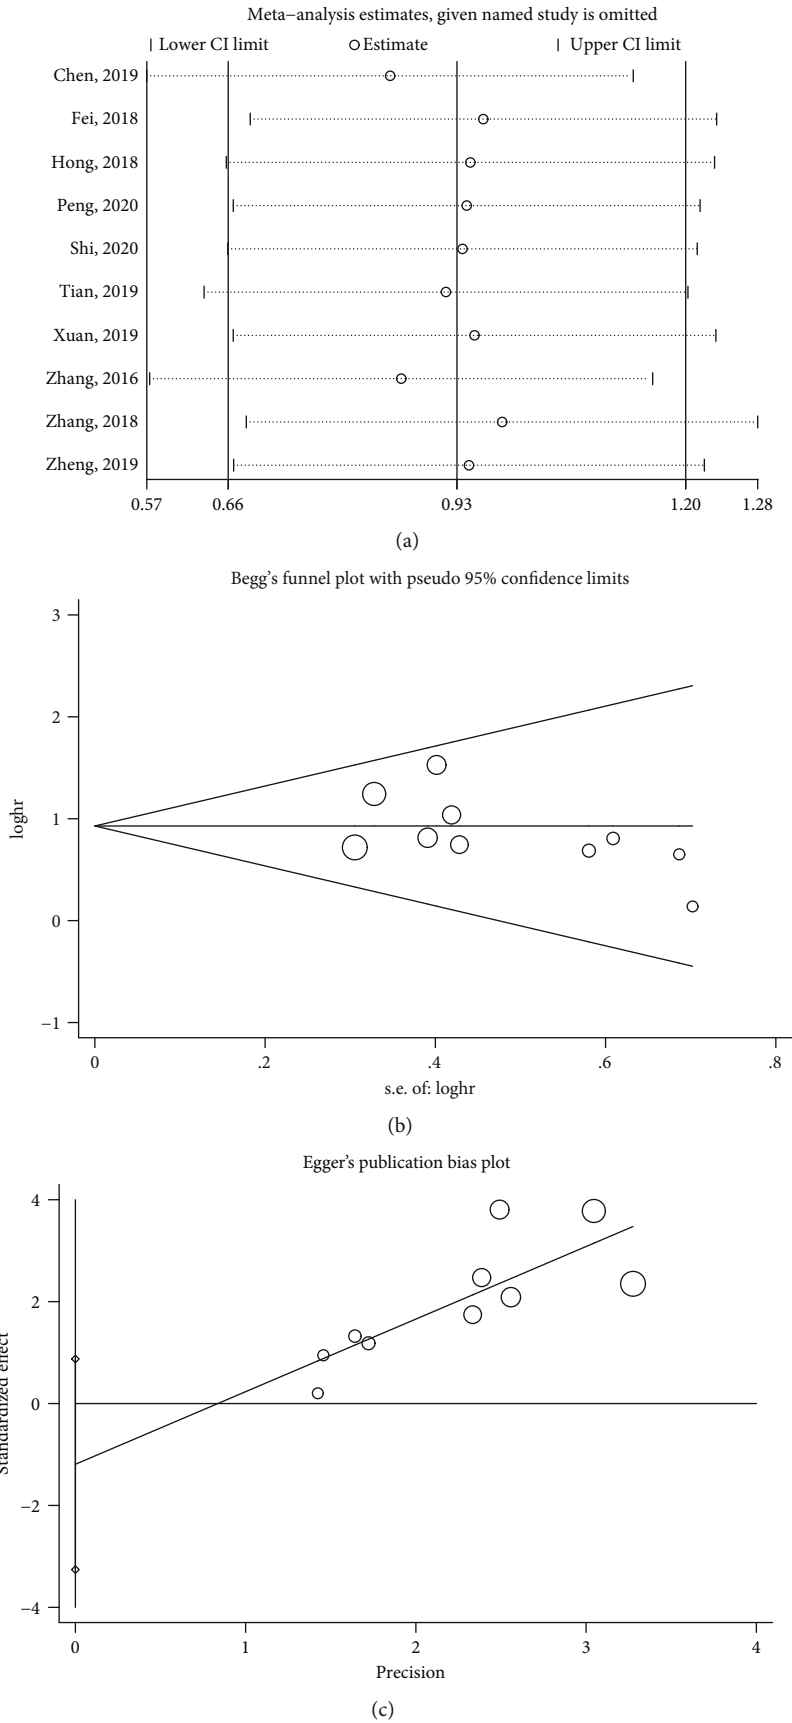 Meta−analysis estimates, given named study is omitted
Lower CI limit Estimate Upper CI limit
Chen, 2019
Fei, 2018
Hong, 2018
Peng, 2020
Shi, 2020
Tian, 2019
Xuan, 2019
Zhang, 2016
Zhang, 2018
Zheng, 2019
0.57 0.66 0.93 1.20 1.28
(a)
Begg's funnel plot with pseudo 95% confidence limits
3
2
1
0
−1
loghr
0 .2 .4 .6 .8
s.e. of: loghr
(b)
Egger's publication bias plot
4
2
0
−2
−4
Standardized effect
0 1 2 3 4
Precision
(c)